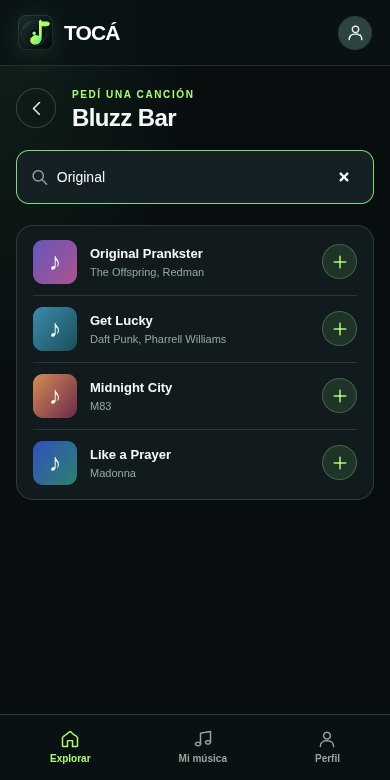 TOCÁ
PEDÍ UNA CANCIÓN
Bluzz Bar
Original
Original Prankster
The Offspring, Redman
Get Lucky
Daft Punk, Pharrell Williams
Midnight City
M83
Like a Prayer
Madonna
Explorar
Mi música
Perfil